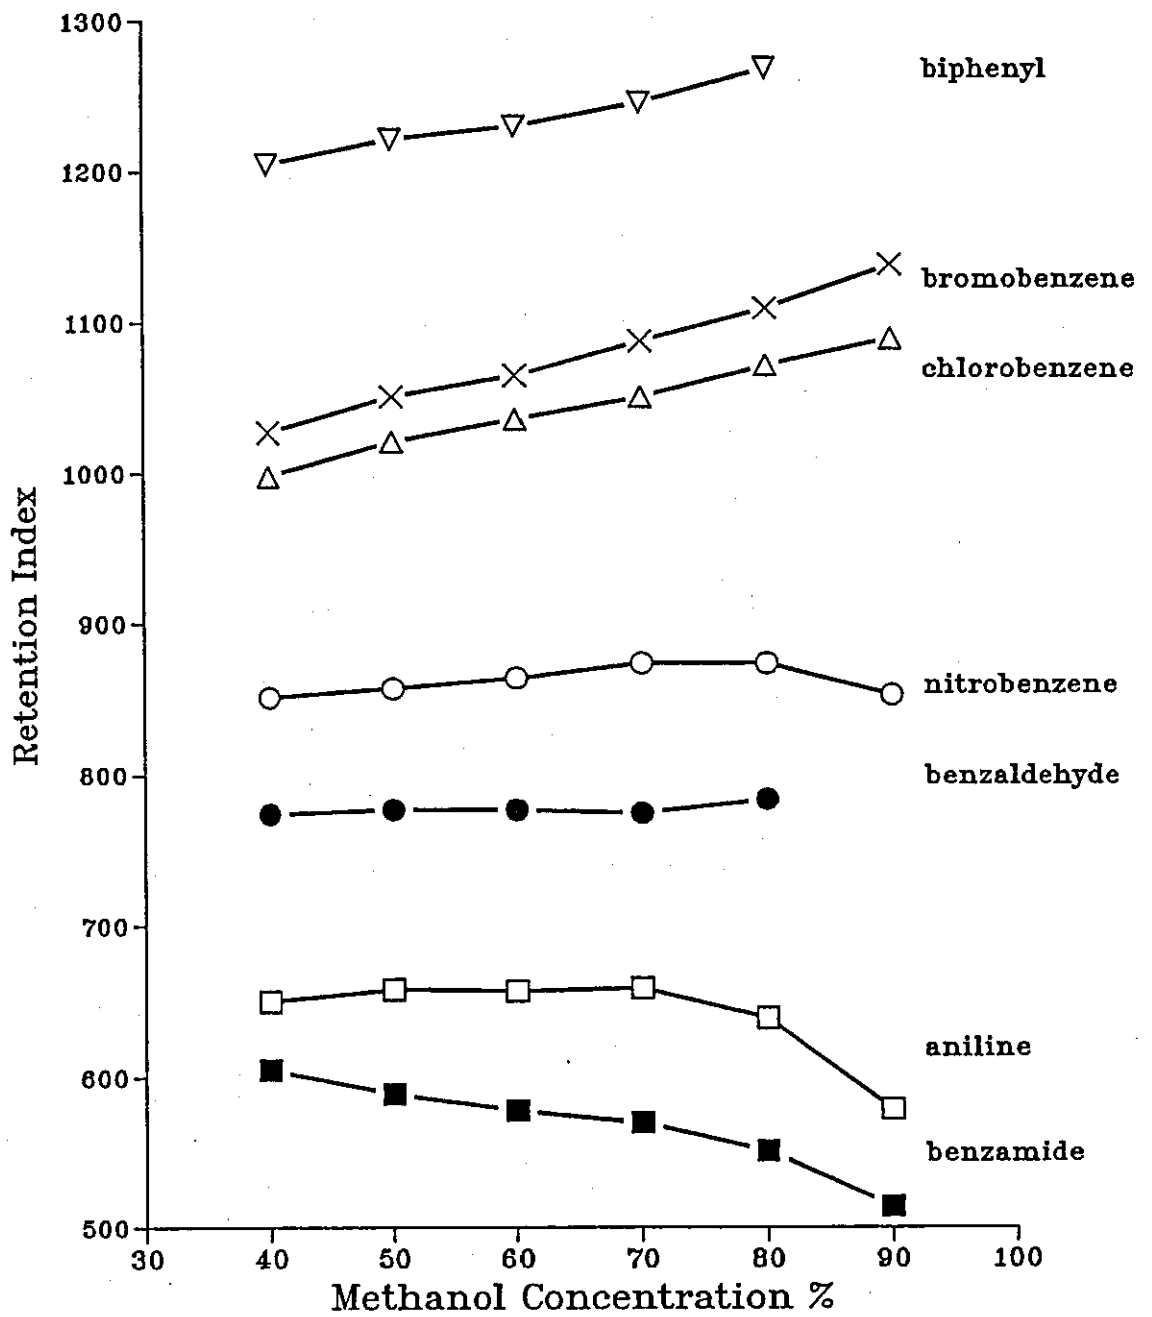 1300
biphenyl
1200
bromobenzene
1100
chlorobenzene
1000
Retention Index
900
nitrobenzene
800
benzaldehyde
700
aniline
600
benzamide
500
30 40 50 60 70 80 90 100
Methanol Concentration %